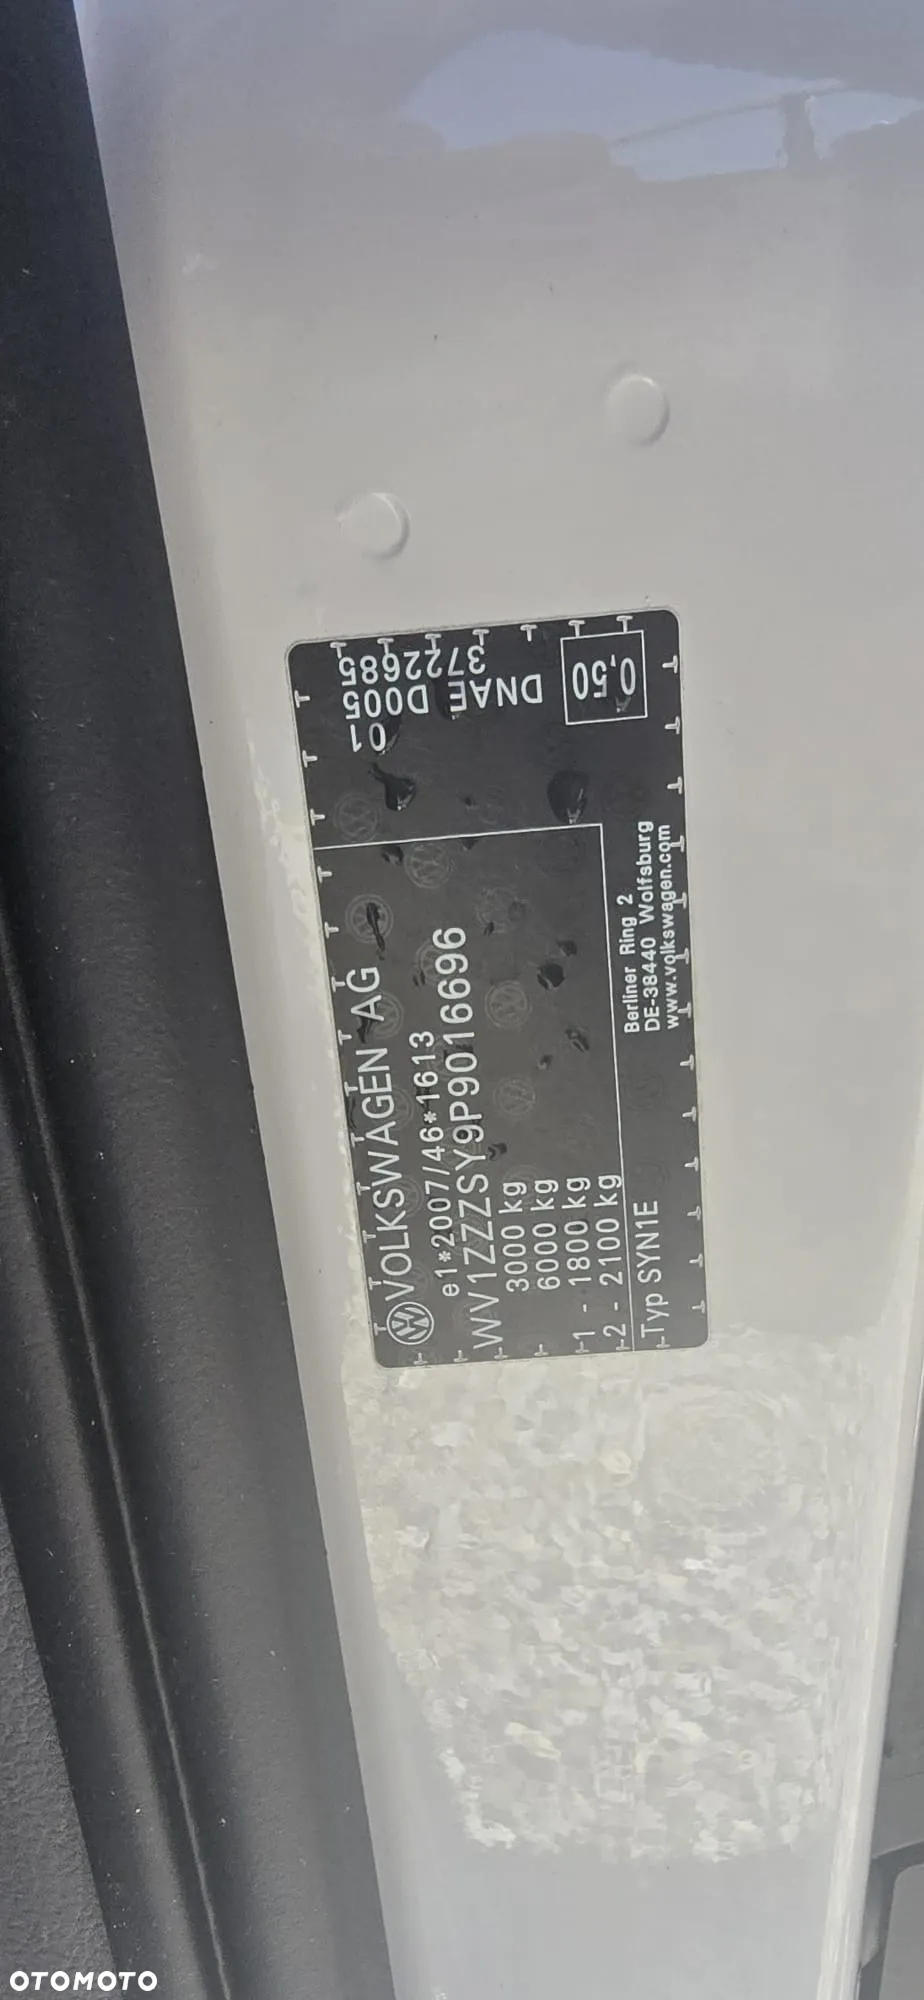 VOLKSWAGEN AG
e1*2007/46*1613
WV1ZZZSY9P9016696
3000 kg
6000 kg
1 - 1800 kg
2 - 2100 kg
Typ SYN1E
Berliner Ring 2
DE-38440 Wolfsburg
www.volkswagen.com
01
DNAE D005
3722685
0,50
OTOMOTO